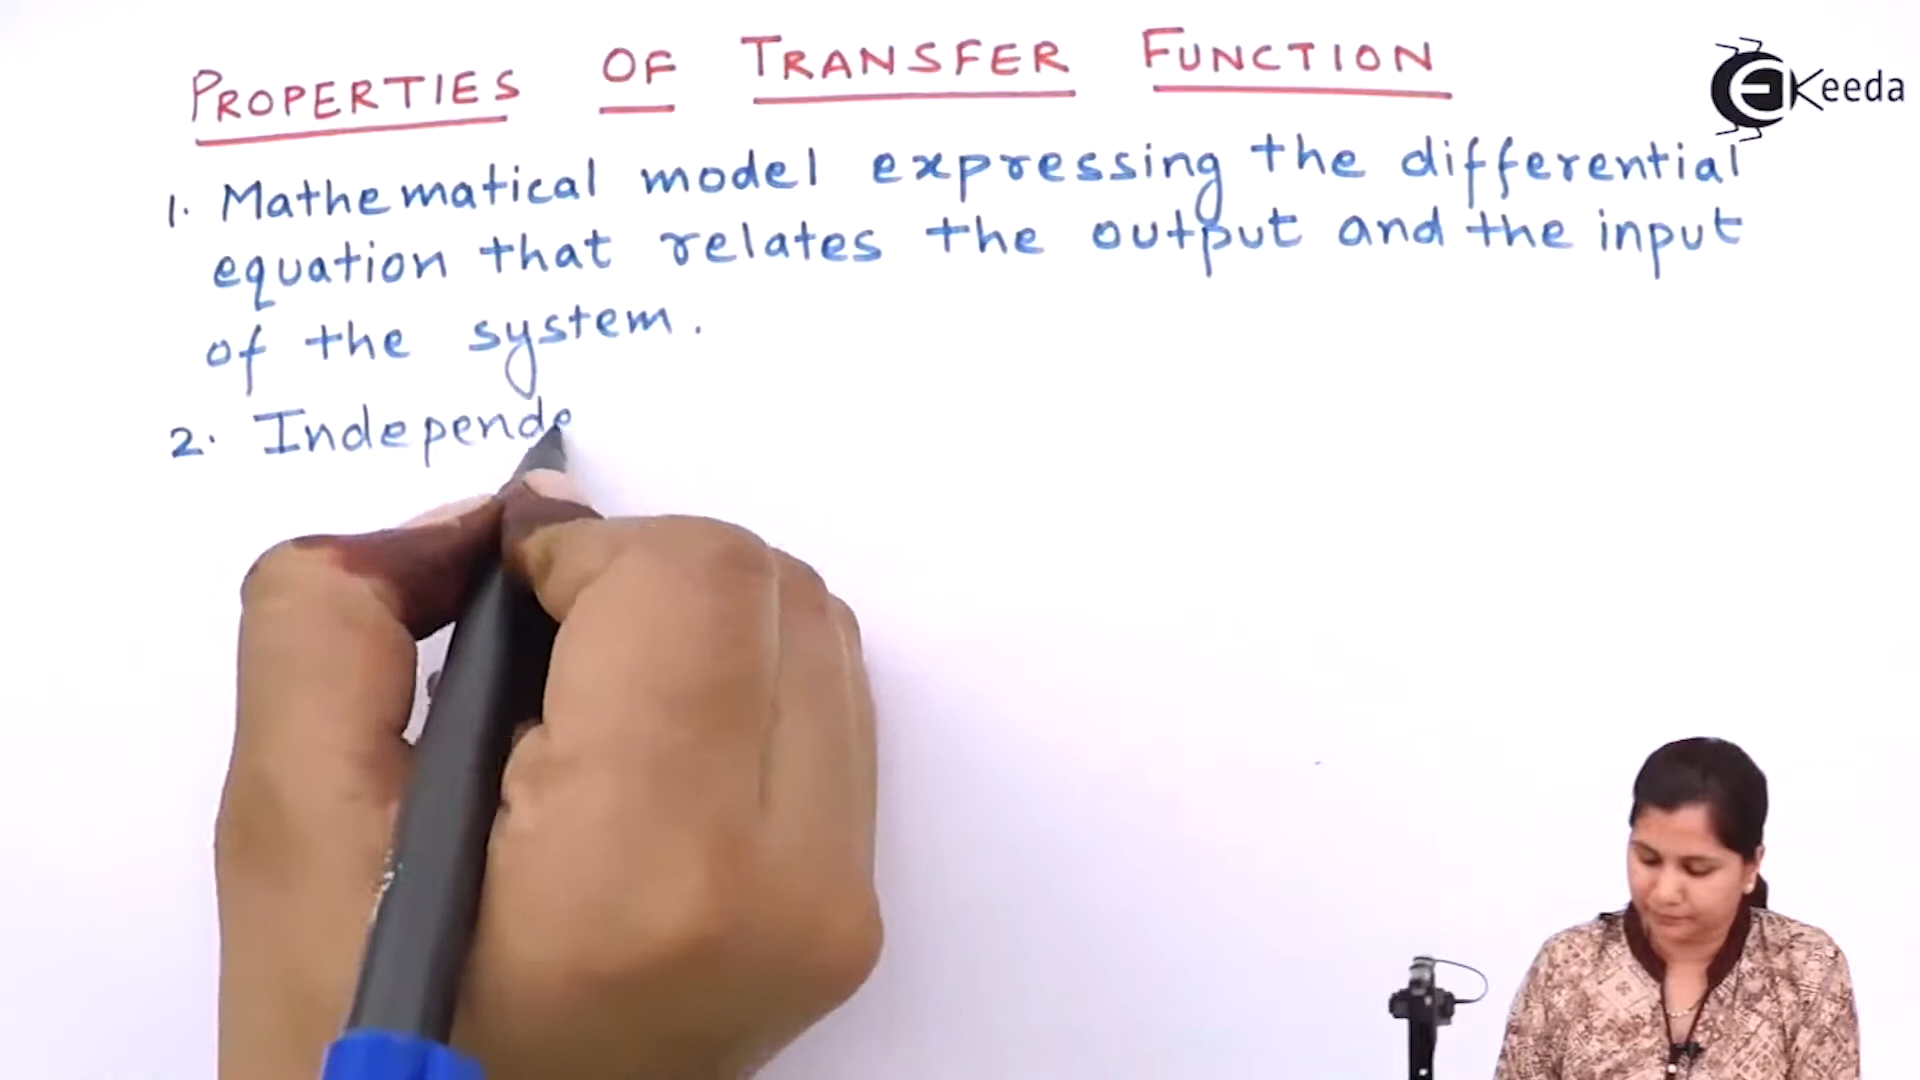 PROPERTIES OF TRANSFER FUNCTION
1. Mathematical model expressing the differential
equation that relates the output and the input
of the system.
2. Independe
EKeeda